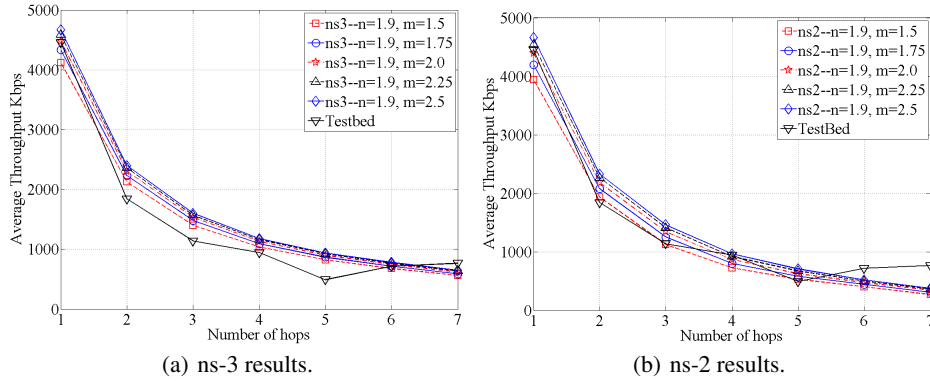 5000
4000
3000
2000
1000
0
Average Throughput Kbps
1 2 3 4 5 6 7
Number of hops
ns3--n=1.9, m=1.5
ns3--n=1.9, m=1.75
ns3--n=1.9, m=2.0
ns3--n=1.9, m=2.25
ns3--n=1.9, m=2.5
Testbed
(a) ns-3 results.
5000
4000
3000
2000
1000
0
Average Throughput Kbps
1 2 3 4 5 6 7
Number of hops
ns2--n=1.9, m=1.5
ns2--n=1.9, m=1.75
ns2--n=1.9, m=2.0
ns2--n=1.9, m=2.25
ns2--n=1.9, m=2.5
TestBed
(b) ns-2 results.